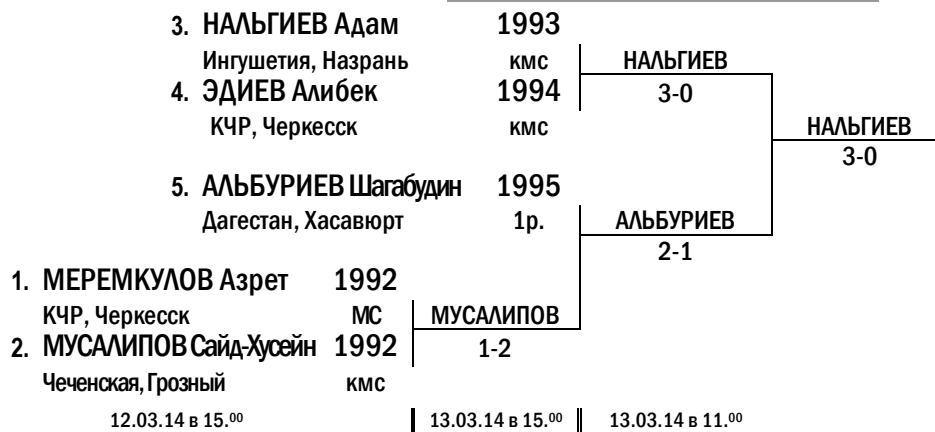 3. НАЛЬГИЕВ Адам 1993
Ингушетия, Назрань кмс НАЛЬГИЕВ
4. ЭДИЕВ Алибек 1994 3-0
КЧР, Черкесск кмс НАЛЬГИЕВ
3-0
5. АЛЬБУРИЕВ Шагабудин 1995
Дагестан, Хасавюрт 1р. АЛЬБУРИЕВ
2-1
1. МЕРЕМКУЛОВ Азрет 1992
КЧР, Черкесск МС МУСАЛИПОВ
2. МУСАЛИПОВ Сайд-Хусейн 1992 1-2
Чеченская, Грозный кмс
12.03.14 в 15.00 13.03.14 в 15.00 13.03.14 в 11.00